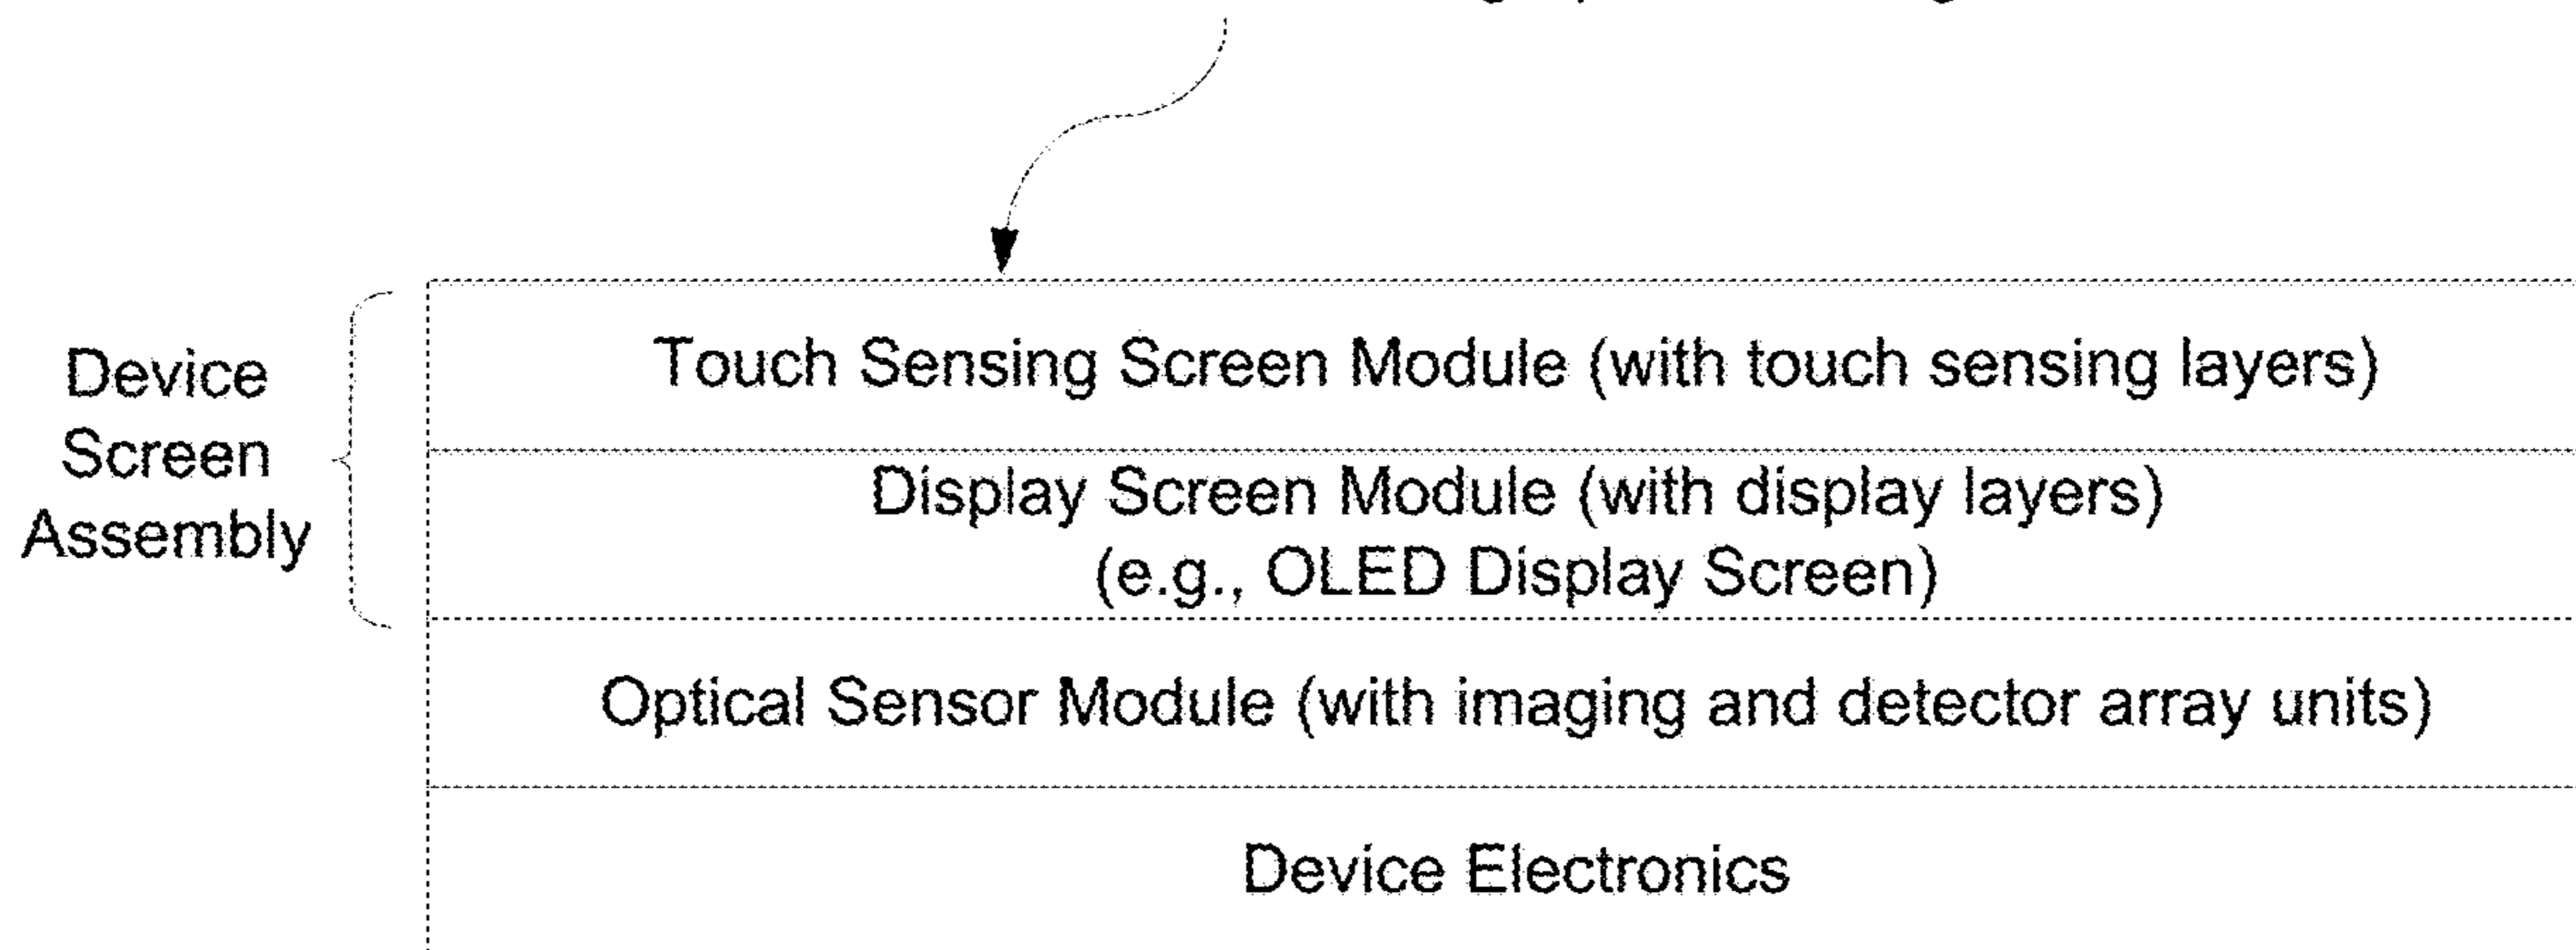 Device
Screen
Assembly
Touch Sensing Screen Module (with touch sensing layers)
Display Screen Module (with display layers)
(e.g., OLED Display Screen)
Optical Sensor Module (with imaging and detector array units)
Device Electronics